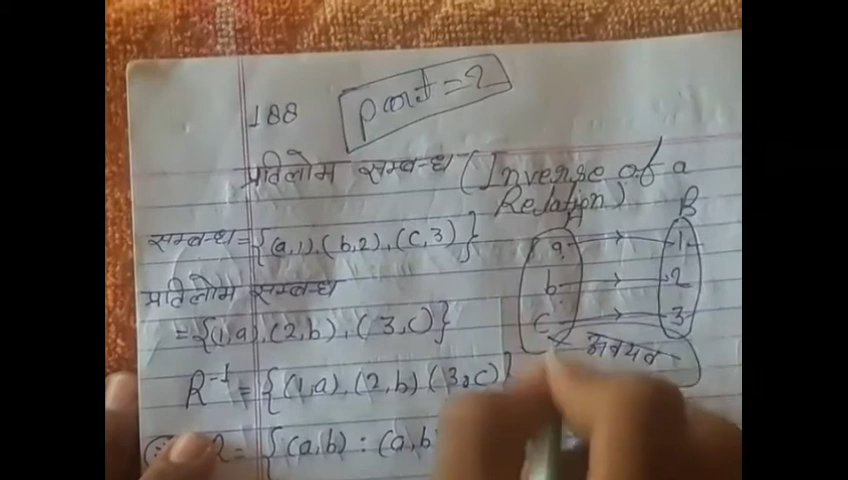 188
part = 2
प्रतिलोम सम्बन्ध (Inverse of a
Relation)
A B
सम्बन्ध = {(a,1), (b,2), (c,3)}
a 1
b 2
c 3
प्रतिलोम सम्बन्ध
= {(1,a), (2,b), (3,c)}
अवयव
R⁻¹ = {(1,a), (2,b) (3,c)}
= {(a,b) : (a,b